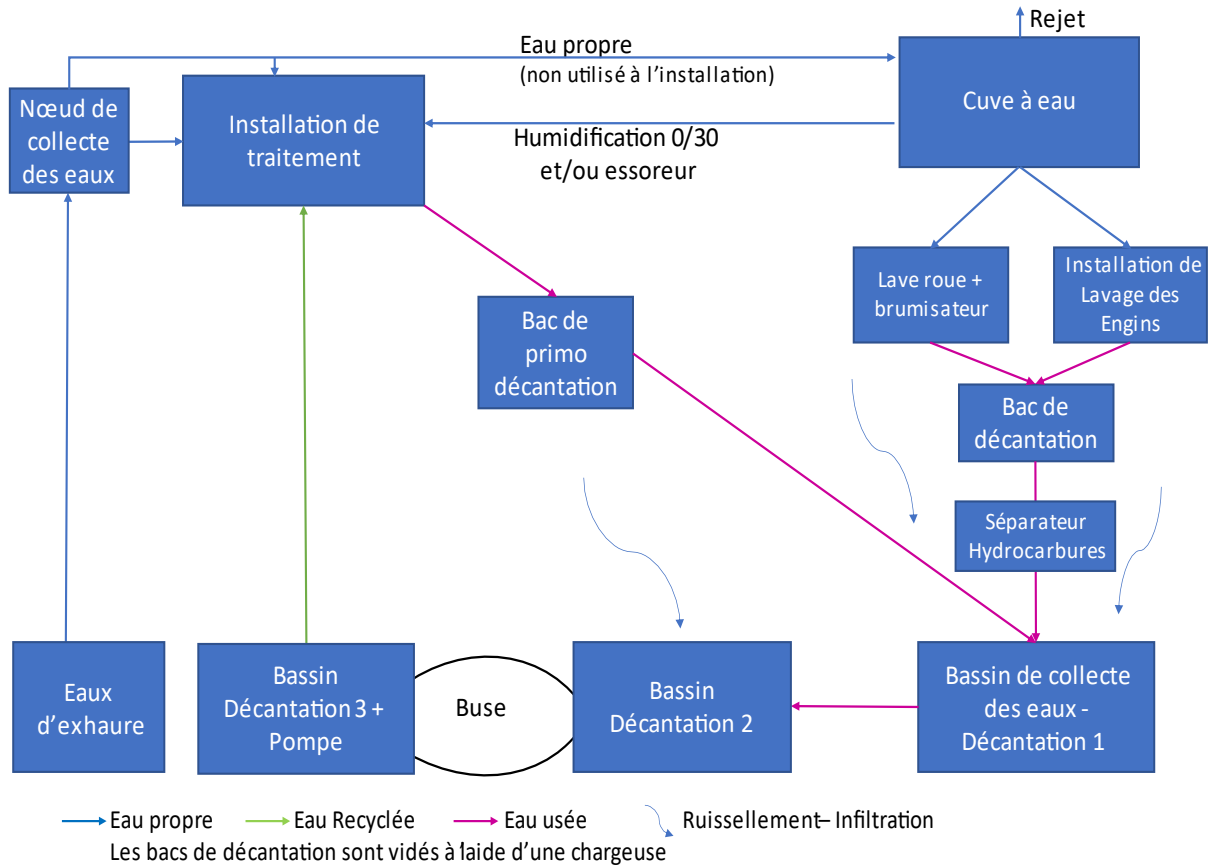 Rejet
Eau propre
(non utilisé à l'installation)
Cuve à eau
Nœud de
collecte
des eaux
Installation de
traitement
Humidification 0/30
et/ou essoreur
Lave roue +
brumisateur
Installation de
Lavage des
Engins
Bac de
primo
décantation
Bac de
décantation
Séparateur
Hydrocarbures
Eaux
d'exhaure
Bassin
Décantation 3 +
Pompe
Buse
Bassin
Décantation 2
Bassin de collecte
des eaux -
Décantation 1
Eau propre
Eau Recyclée
Eau usée
Ruissellement– Infiltration
Les bacs de décantation sont vidés à l'aide d'une chargeuse